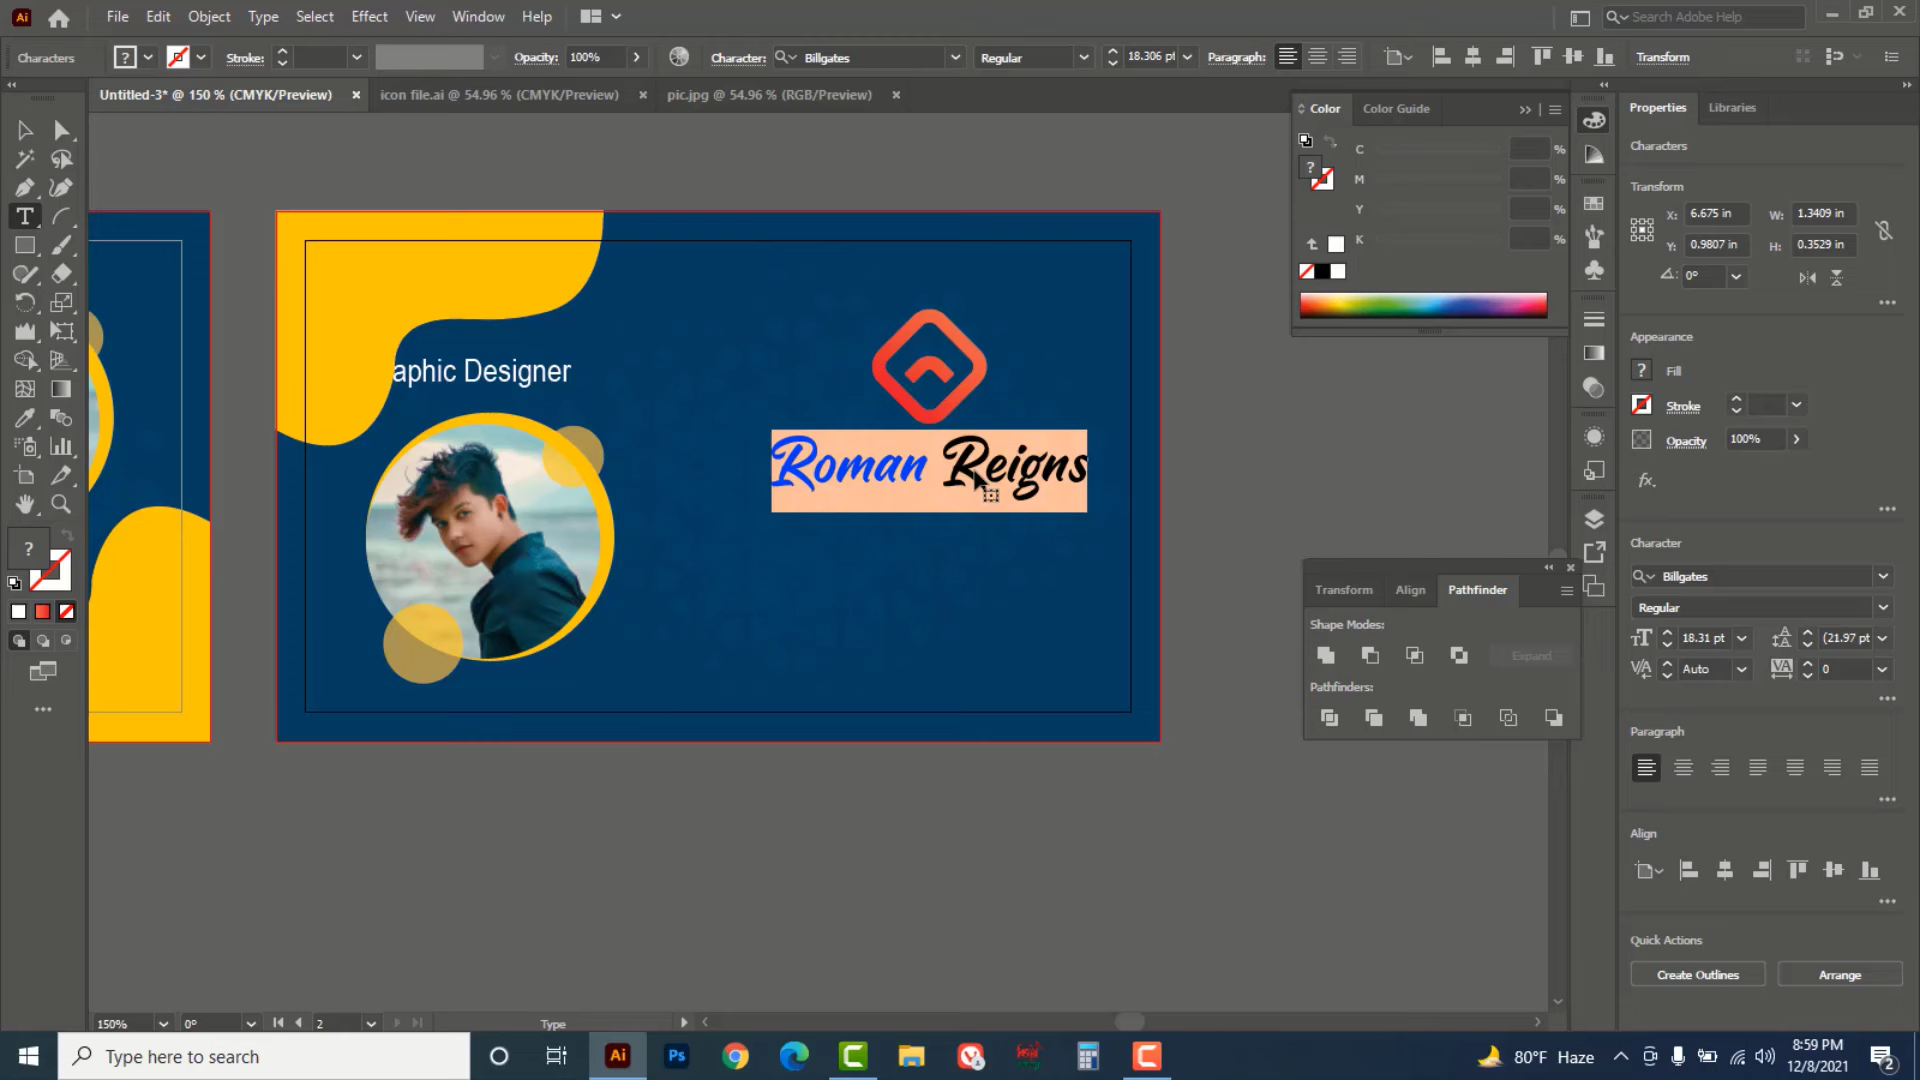 Ai File Edit Object Type Select Effect View Window Help Search Adobe Help
Characters ? Stroke: Opacity: 100% Character: Billgates Regular 18.306 pt Paragraph: Transform
Untitled-3* @ 150 % (CMYK/Preview) × icon file.ai @ 54.96 % (CMYK/Preview) × pic.jpg @ 54.96 % (RGB/Preview) ×
Color Color Guide
C %
M %
Y %
K %
?
Properties Libraries
Characters
Transform
X: 6.675 in W: 1.3409 in
Y: 0.9807 in H: 0.3529 in
0°
Appearance
? Fill
Stroke
Opacity 100%
fx.
aphic Designer
Roman Reigns
Character
Billgates
Regular
18.31 pt (21.97 pt
Auto 0
Transform Align Pathfinder
Shape Modes:
Expand
Pathfinders:
Paragraph
Align
Quick Actions
Create Outlines Arrange
?
150% 0° 2 Type
Type here to search Ai Ps 80°F Haze 8:59 PM
12/8/2021 2